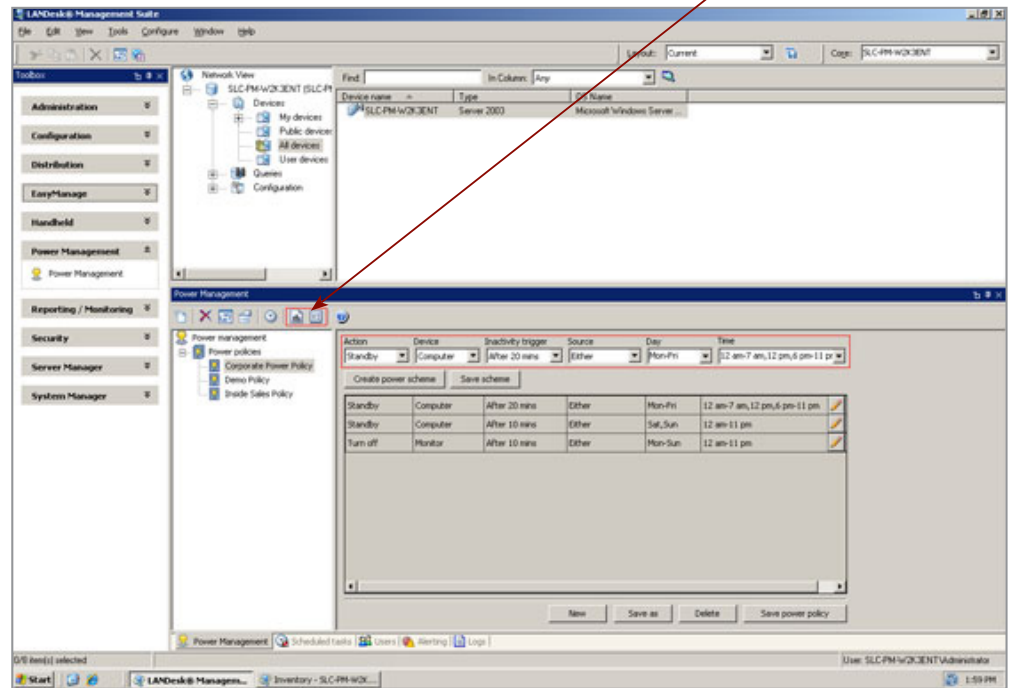 LANDesk® Management Suite
File Edit View Tools Configure Window Help
Layout: Current Core: SLC-PM-W2K3ENT
Toolbox
Administration
Configuration
Distribution
EasyManage
Handheld
Power Management
Power Management
Reporting / Monitoring
Security
Server Manager
System Manager
Network View
SLC-PM-W2K3ENT (SLC-PM
Devices
My devices
Public devices
All devices
User devices
Queries
Configuration
Find: In Column: Any
Device name Type OS Name
SLC-PM-W2K3ENT Server 2003 Microsoft Windows Server ...
Power Management
Power management
Power policies
Corporate Power Policy
Demo Policy
Inside Sales Policy
Action Device Inactivity trigger Source Day Time
Standby Computer After 20 mins Either Mon-Fri 12 am-7 am,12 pm,6 pm-11 pr
Create power scheme Save scheme
Standby Computer After 20 mins Either Mon-Fri 12 am-7 am,12 pm,6 pm-11 pm
Standby Computer After 10 mins Either Sat,Sun 12 am-11 pm
Turn off Monitor After 10 mins Either Mon-Sun 12 am-11 pm
New Save as Delete Save power policy
Power Management Scheduled tasks Users Alerting Logs
0/0 item(s) selected User: SLC-PM-W2K3ENT\Administrator
Start LANDesk® Managem... Inventory - SLC-PM-W2K... 1:59 PM